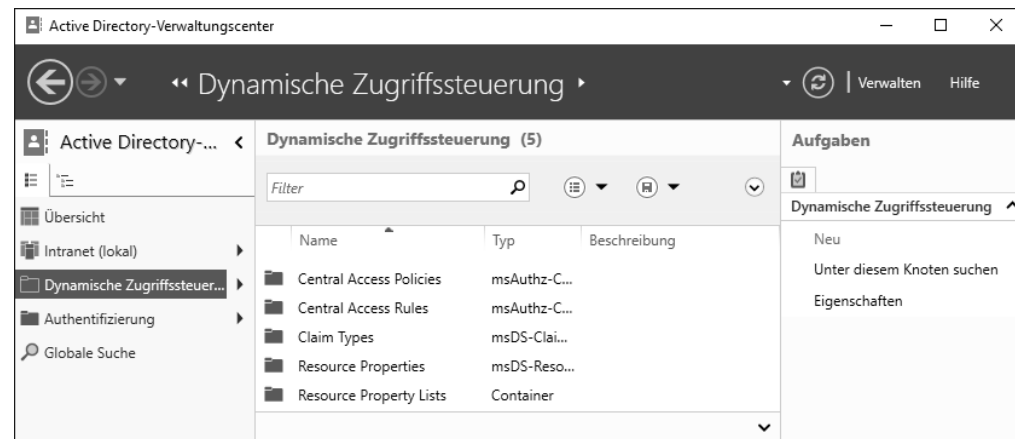 Active Directory-Verwaltungscenter
Dynamische Zugriffssteuerung
Verwalten Hilfe
Active Directory-...
Übersicht
Intranet (lokal)
Dynamische Zugriffssteuer...
Authentifizierung
Globale Suche
Dynamische Zugriffssteuerung (5)
Filter
Name Typ Beschreibung
Central Access Policies msAuthz-C...
Central Access Rules msAuthz-C...
Claim Types msDS-Clai...
Resource Properties msDS-Reso...
Resource Property Lists Container
Aufgaben
Dynamische Zugriffssteuerung
Neu
Unter diesem Knoten suchen
Eigenschaften